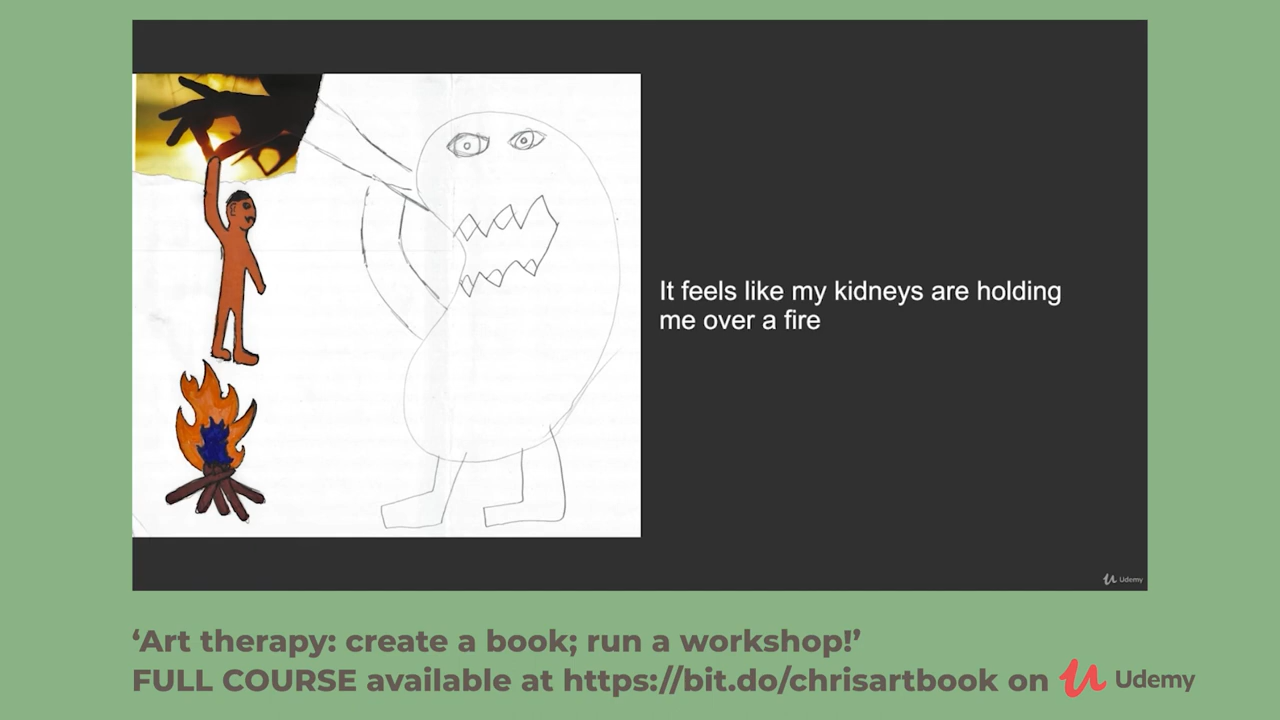 It feels like my kidneys are holding
me over a fire
Udemy
‘Art therapy: create a book; run a workshop!’
FULL COURSE available at https://bit.do/chrisartbook on Udemy